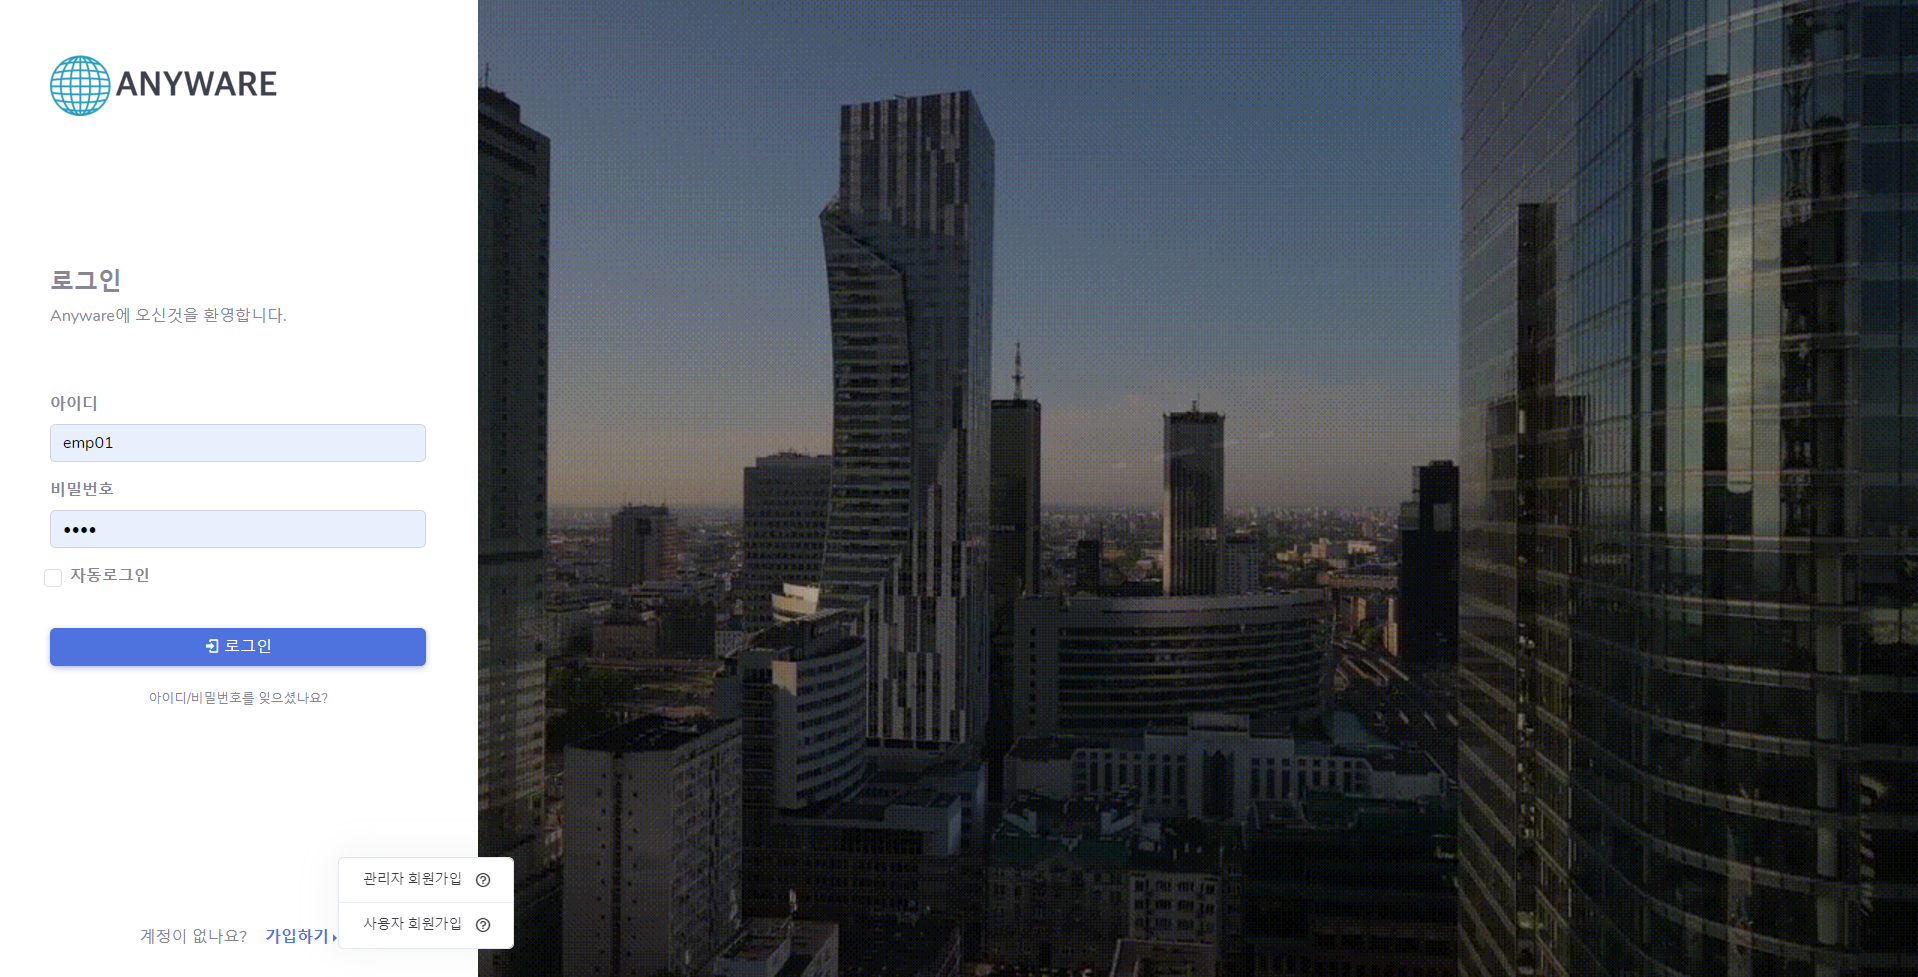 ANYWARE
로그인
Anyware에 오신것을 환영합니다.
아이디
emp01
비밀번호
••••
자동로그인
로그인
아이디/비밀번호를 잊으셨나요?
관리자 회원가입
사용자 회원가입
계정이 없나요? 가입하기